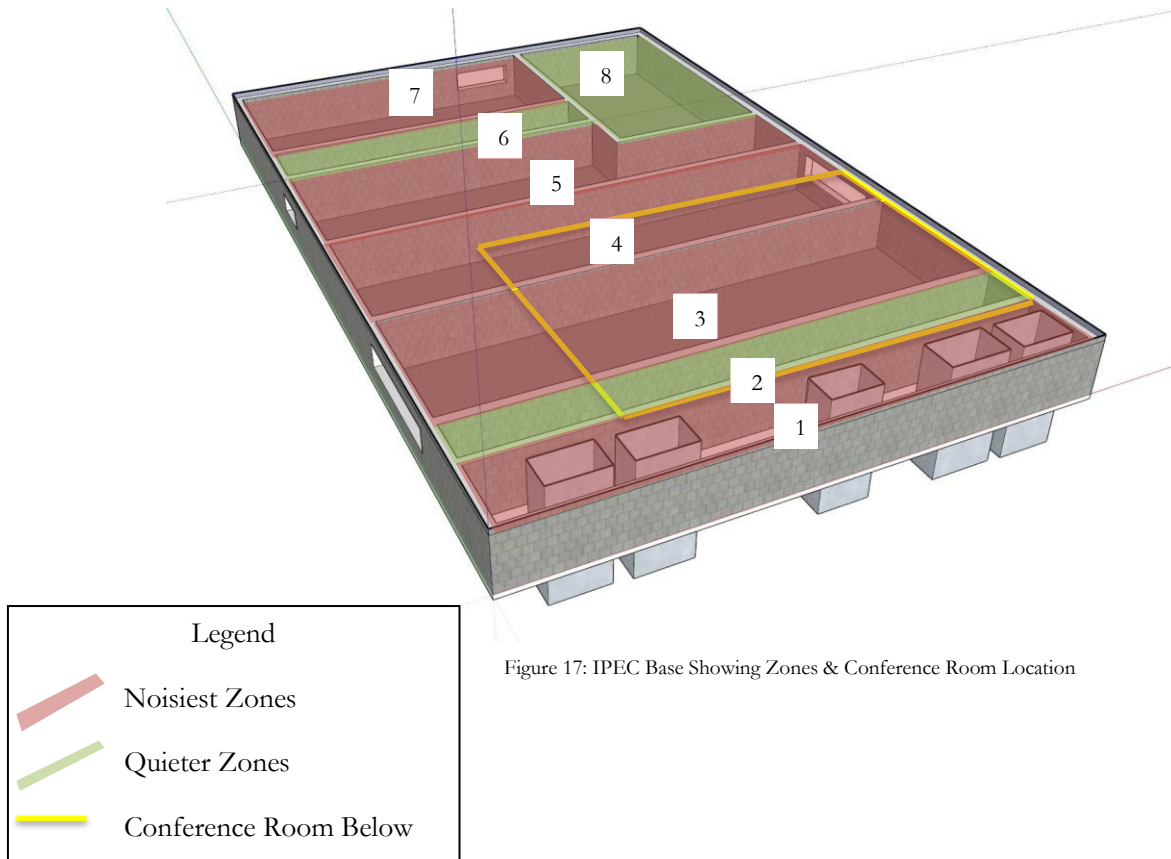 8
7
6
5
4
3
2
1
Legend
Noisiest Zones
Quieter Zones
Conference Room Below
Figure 17: IPEC Base Showing Zones & Conference Room Location